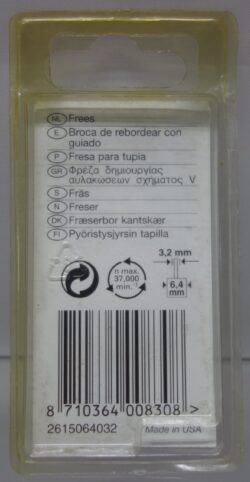 NL Frees
E Broca de rebordear con
guiado
P Fresa para tupia
GR Φρέζα δημιουργίας
αυλακώσεων σχήματος V
S Fräs
N Freser
DK Fræserbor kantskær
FI Pyöristysjyrsin tapilla
3,2 mm
n max.
37,000
min.-1
6,4
mm
8 710364 008308 >
2615064032 Made in USA